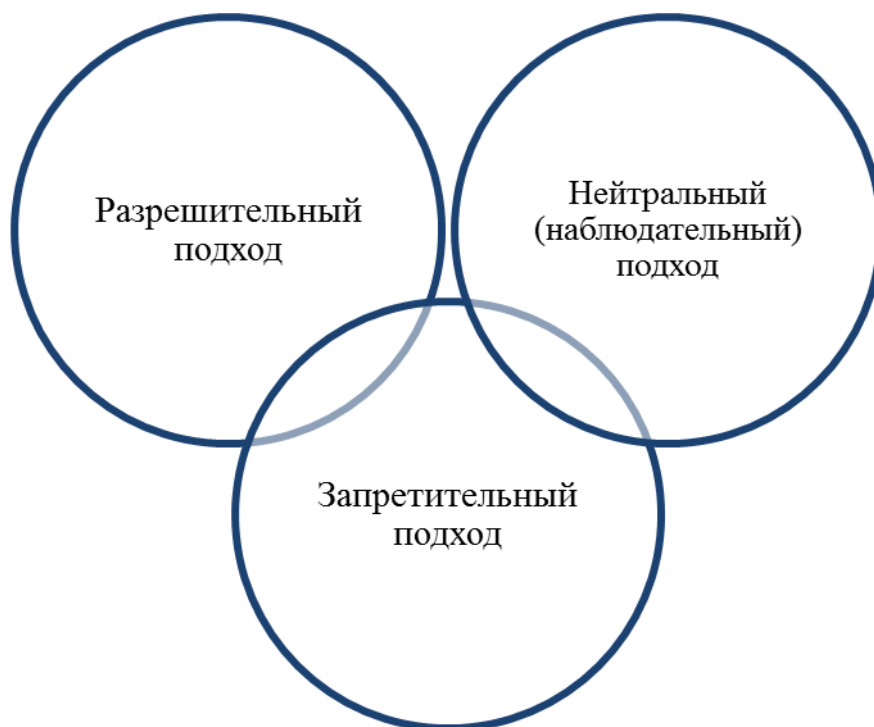 Разрешительный
подход
Нейтральный
(наблюдательный)
подход
Запретительный
подход